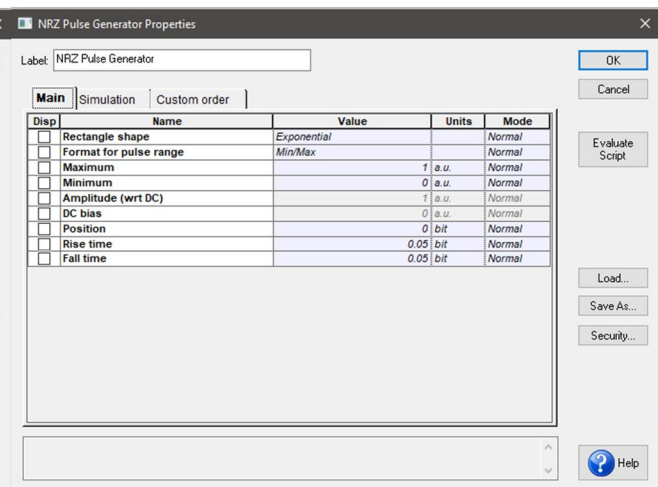 NRZ Pulse Generator Properties
Label: NRZ Pulse Generator
OK
Cancel
Evaluate
Script
Load...
Save As...
Security...
Help
Main Simulation Custom order
Disp Name Value Units Mode
Rectangle shape Exponential Normal
Format for pulse range Min/Max Normal
Maximum 1 a.u. Normal
Minimum 0 a.u. Normal
Amplitude (wrt DC) 1 a.u. Normal
DC bias 0 a.u. Normal
Position 0 bit Normal
Rise time 0.05 bit Normal
Fall time 0.05 bit Normal